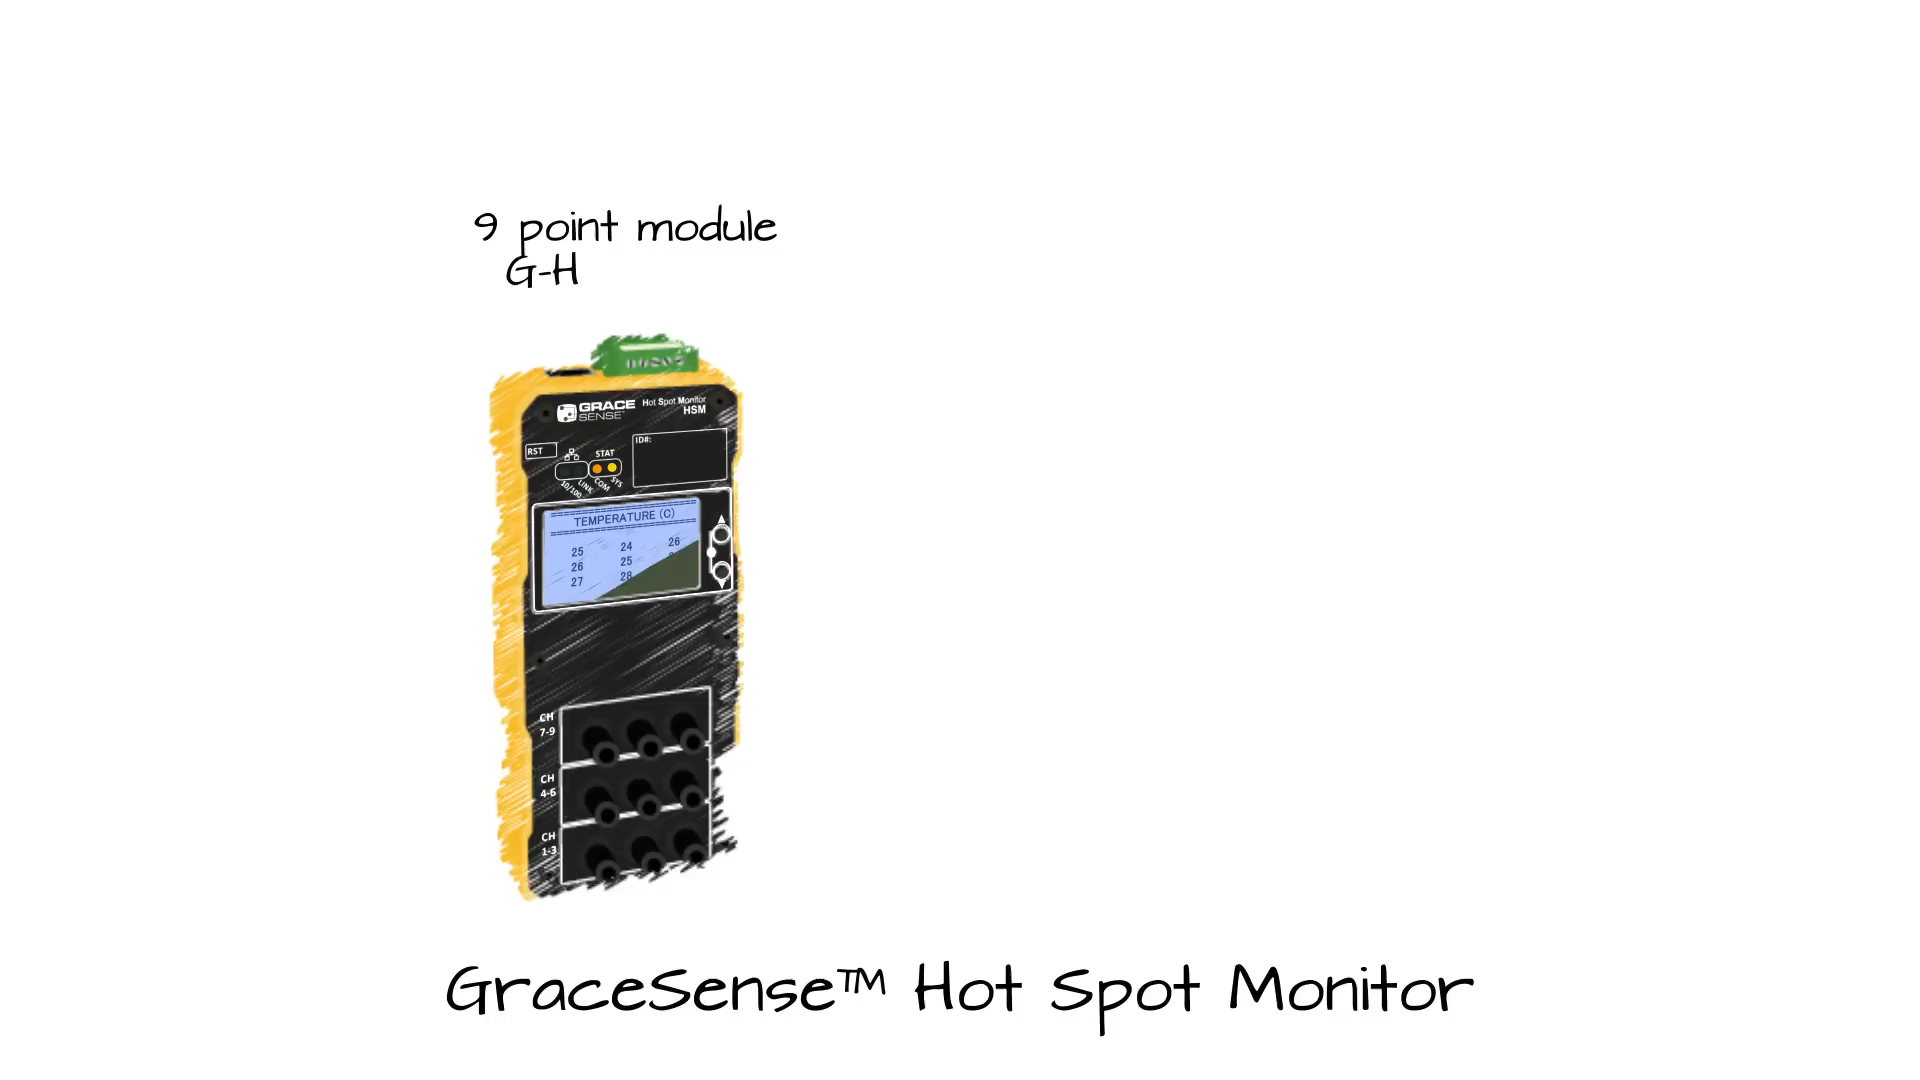 9 point module
G-H
GRACE
SENSE™
Hot Spot Monitor
HSM
RST
STAT
ID#:
10/100
LINK
COM
SYS
TEMPERATURE (C)
25 24 26
26 25
27 28
CH
7-9
CH
4-6
CH
1-3
GraceSense™ Hot Spot Monitor